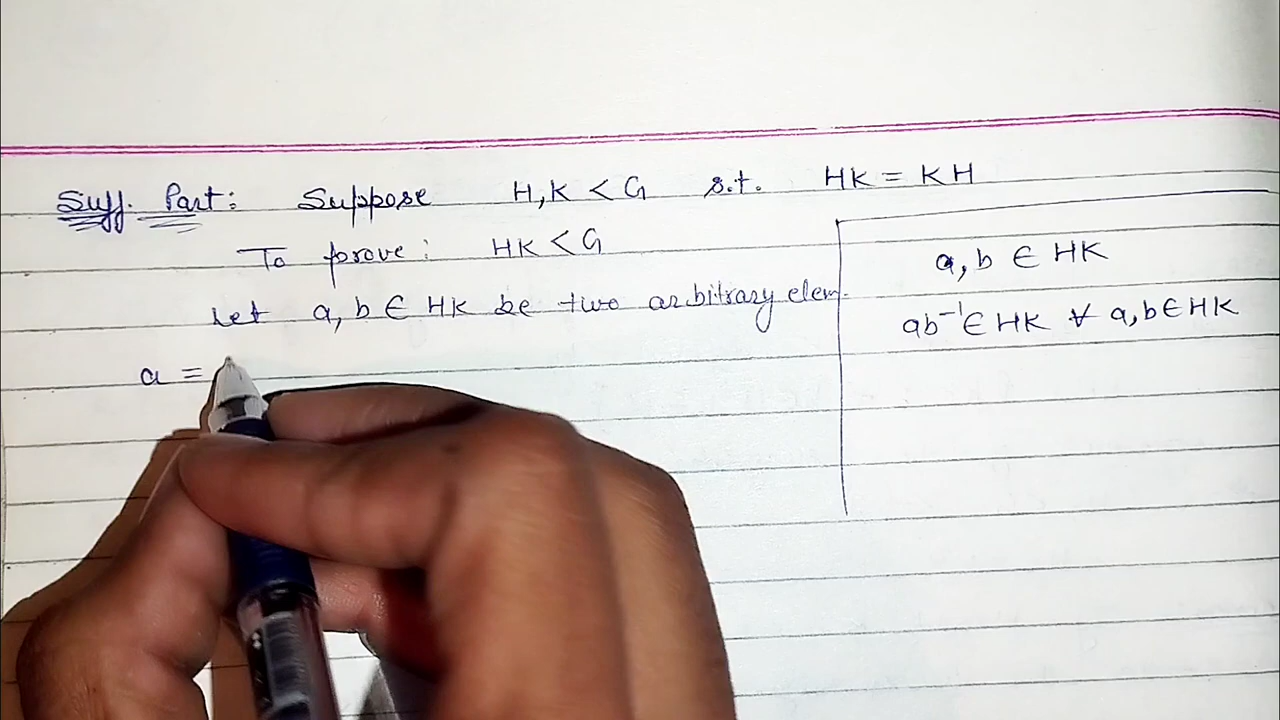 Suff. Part: Suppose H, K < G s.t. HK = KH
To prove: HK < G
Let a, b ∈ HK be two arbitrary elem.
a =
a, b ∈ HK
ab⁻¹ ∈ HK ∀ a, b ∈ HK